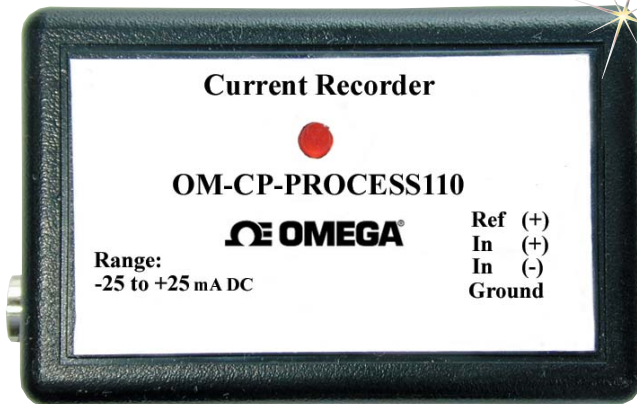 Current Recorder
OM-CP-PROCESS110
OMEGA®
Ref (+)
In (+)
In (-)
Ground
Range:
-25 to +25 mA DC